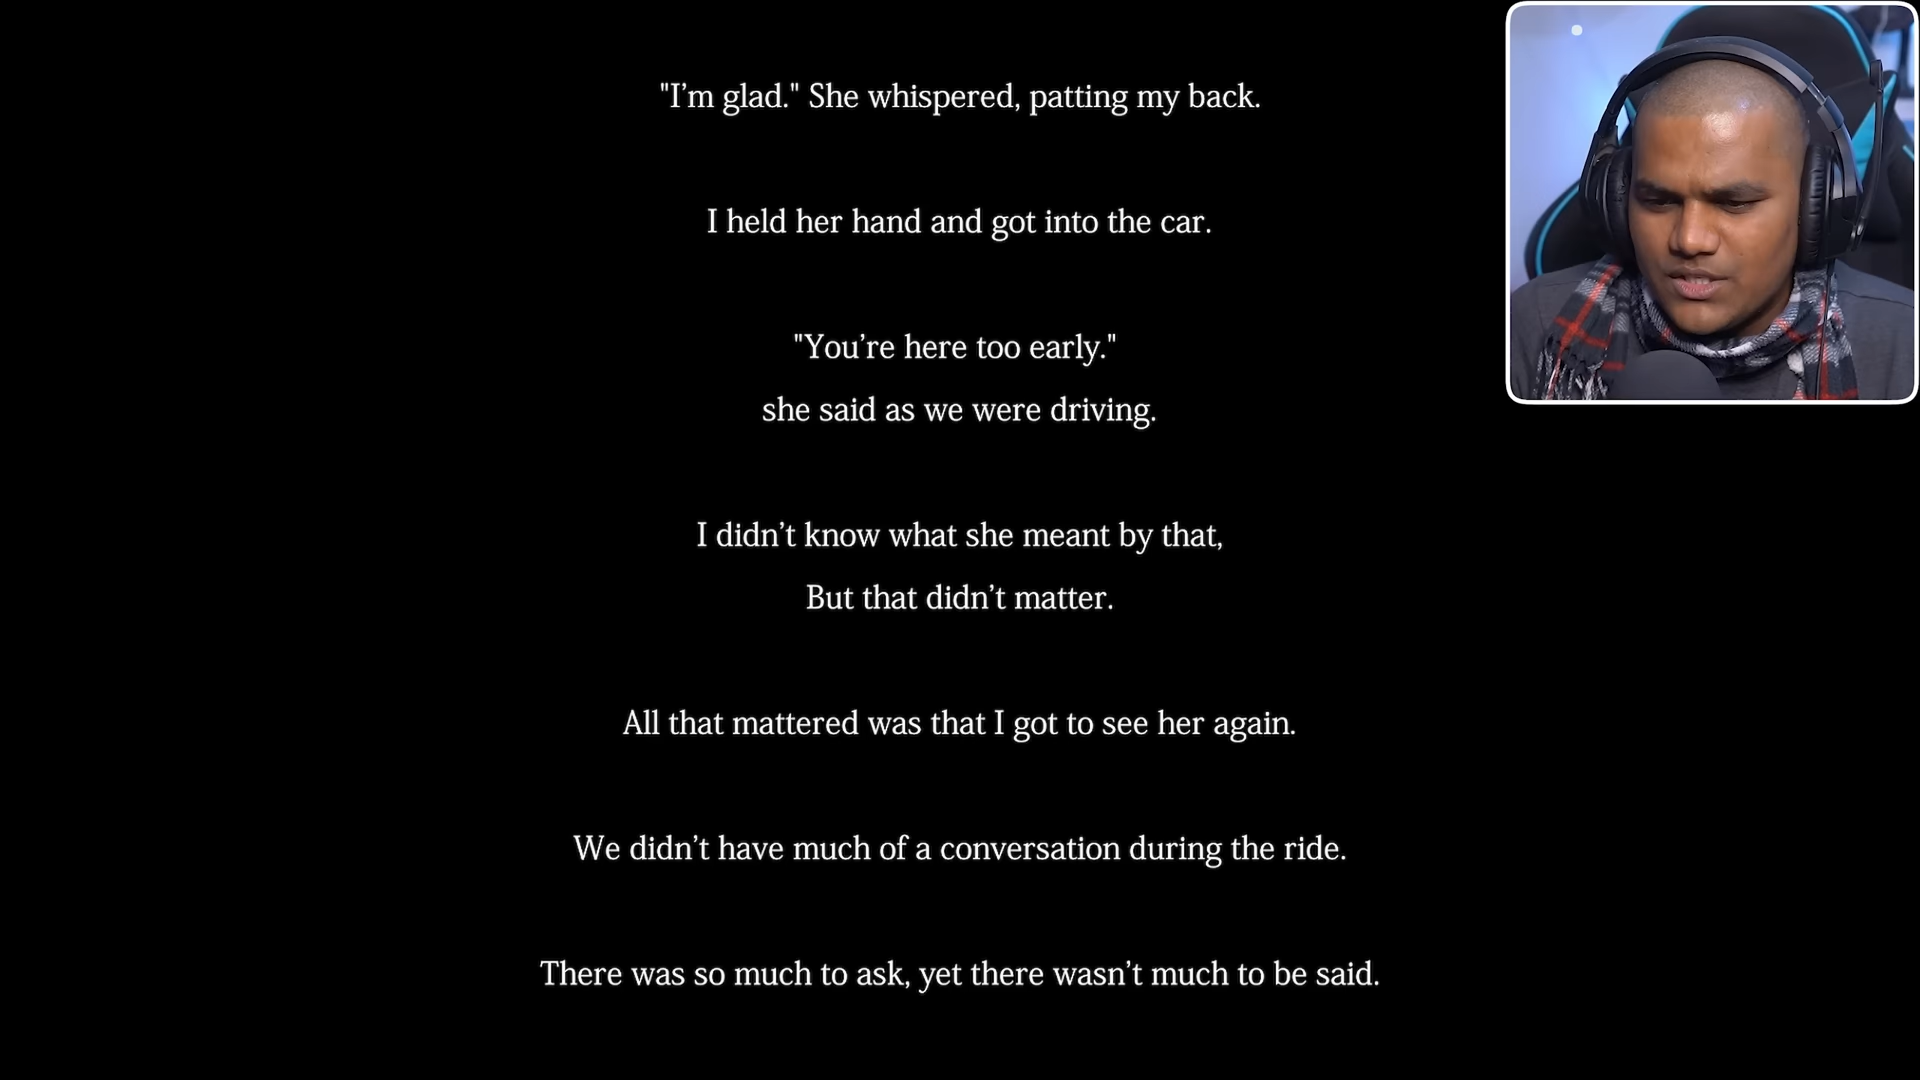 "I’m glad." She whispered, patting my back.
I held her hand and got into the car.
"You’re here too early."
she said as we were driving.
I didn’t know what she meant by that,
But that didn’t matter.
All that mattered was that I got to see her again.
We didn’t have much of a conversation during the ride.
There was so much to ask, yet there wasn’t much to be said.